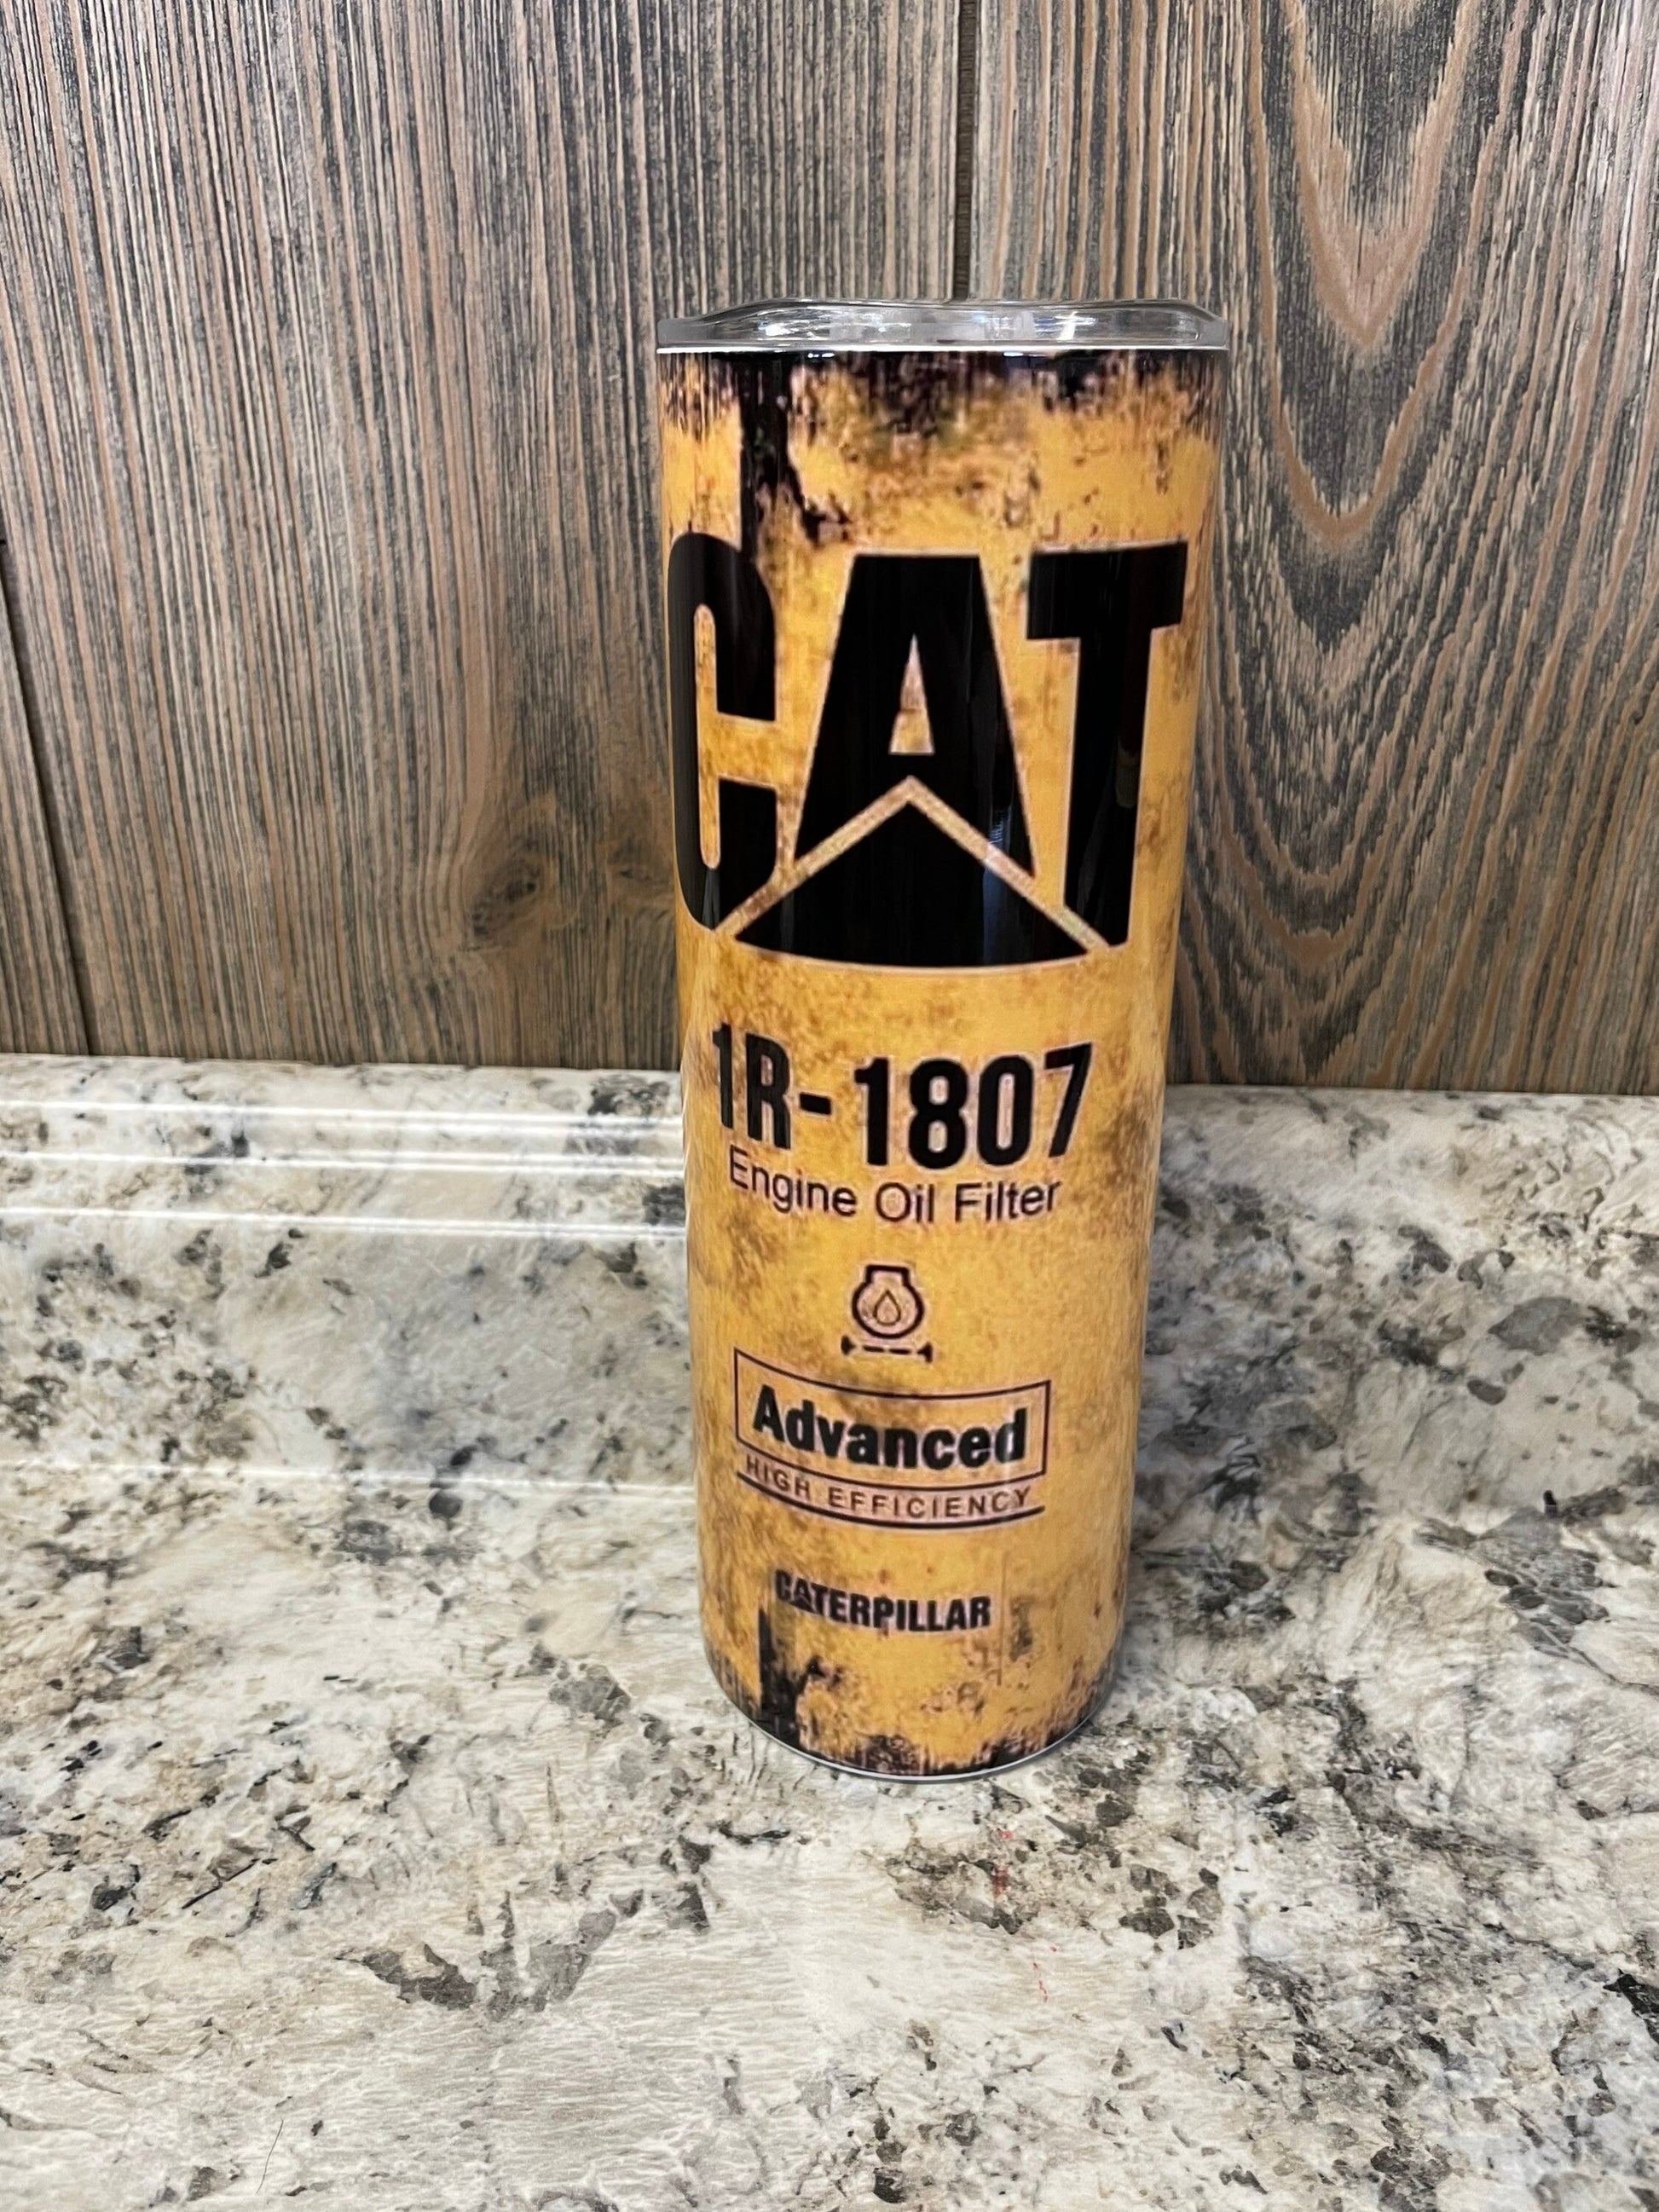 CAT
1R-1807
Engine Oil Filter
Advanced
HIGH EFFICIENCY
CATERPILLAR